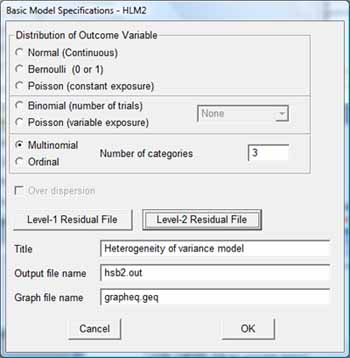 Basic Model Specifications - HLM2
Distribution of Outcome Variable
Normal (Continuous)
Bernoulli (0 or 1)
Poisson (constant exposure)
Binomial (number of trials)
None
Poisson (variable exposure)
Multinomial
Number of categories 3
Ordinal
Over dispersion
Level-1 Residual File Level-2 Residual File
Title Heterogeneity of variance model
Output file name hsb2.out
Graph file name grapheq.geq
Cancel OK